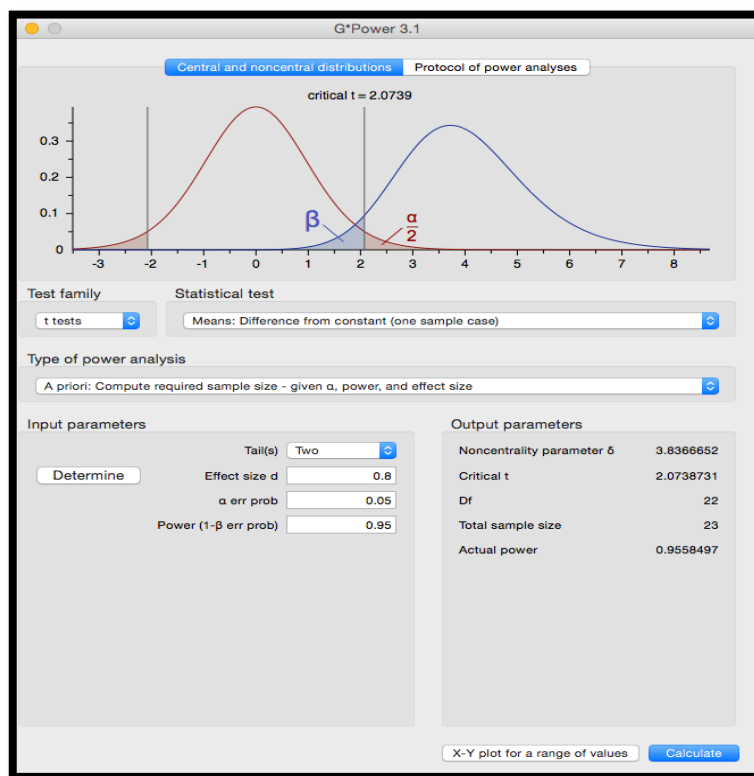 G*Power 3.1
Central and noncentral distributions Protocol of power analyses
critical t = 2.0739
0.3
0.2
0.1
0
β
α
2
-3 -2 -1 0 1 2 3 4 5 6 7 8
Test family Statistical test
t tests Means: Difference from constant (one sample case)
Type of power analysis
A priori: Compute required sample size - given α, power, and effect size
Input parameters Output parameters
Tail(s) Two Noncentrality parameter δ 3.8366652
Determine Effect size d 0.8 Critical t 2.0738731
α err prob 0.05 Df 22
Power (1-β err prob) 0.95 Total sample size 23
Actual power 0.9558497
X-Y plot for a range of values Calculate